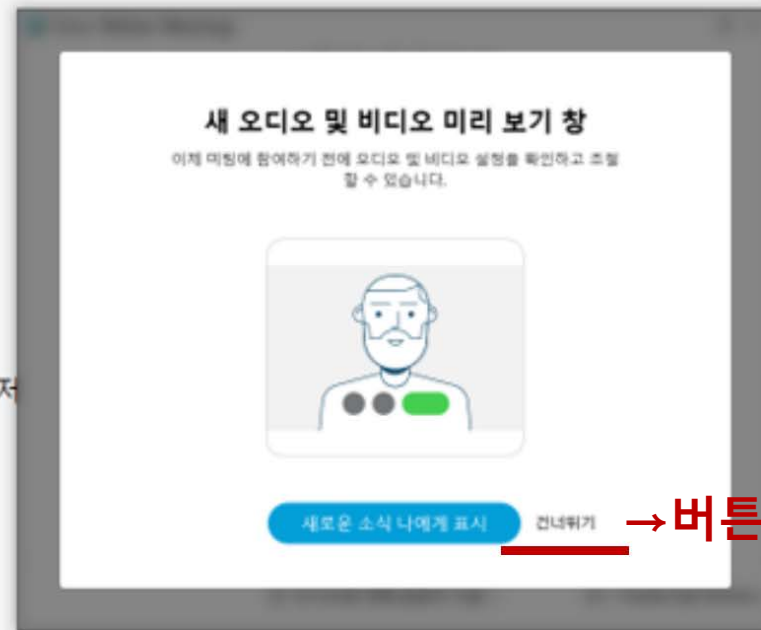 새 오디오 및 비디오 미리 보기 창
이제 미팅에 참여하기 전에 오디오 및 비디오 설정을 확인하고 조절
할 수 있습니다.
저
새로운 소식 나에게 표시
건너뛰기
→버튼